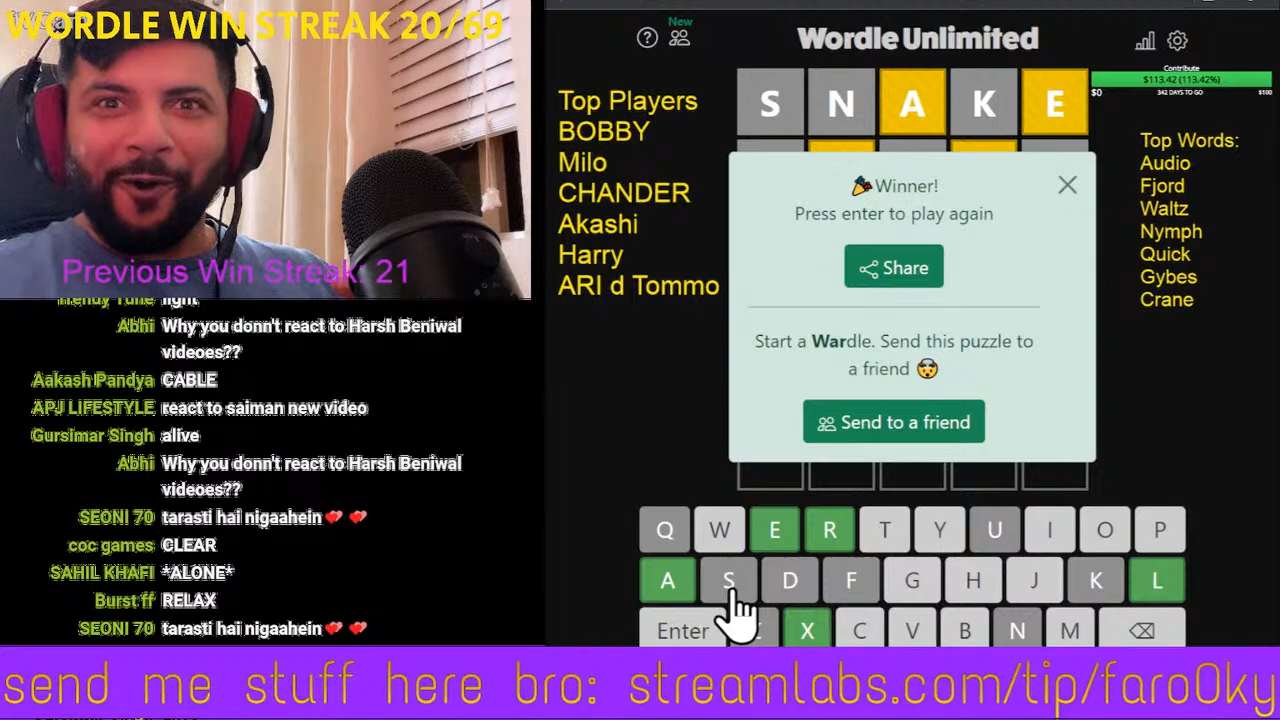 WORDLE WIN STREAK 20/69
Previous Win Streak: 21
light
Abhi Why you donn't react to Harsh Beniwal
videoes??
Aakash Pandya CABLE
APJ LIFESTYLE react to saiman new video
Gursimar Singh alive
Abhi Why you donn't react to Harsh Beniwal
videoes??
SEONI 70 tarasti hai nigaahein
coc games CLEAR
SAHIL KHAFI *ALONE*
Burst ff RELAX
SEONI 70 tarasti hai nigaahein
New
Wordle Unlimited
Top Players
BOBBY
Milo
CHANDER
Akashi
Harry
ARI d Tommo
S N A K E
Winner!
Press enter to play again
Share
Start a Wardle. Send this puzzle to
a friend
Send to a friend
Contribute
$113.42 (113.42%)
$0 342 DAYS TO GO $100
Top Words:
Audio
Fjord
Waltz
Nymph
Quick
Gybes
Crane
Q W E R T Y U I O P
A S D F G H J K L
Enter X C V B N M
send me stuff here bro: streamlabs.com/tip/faro0ky